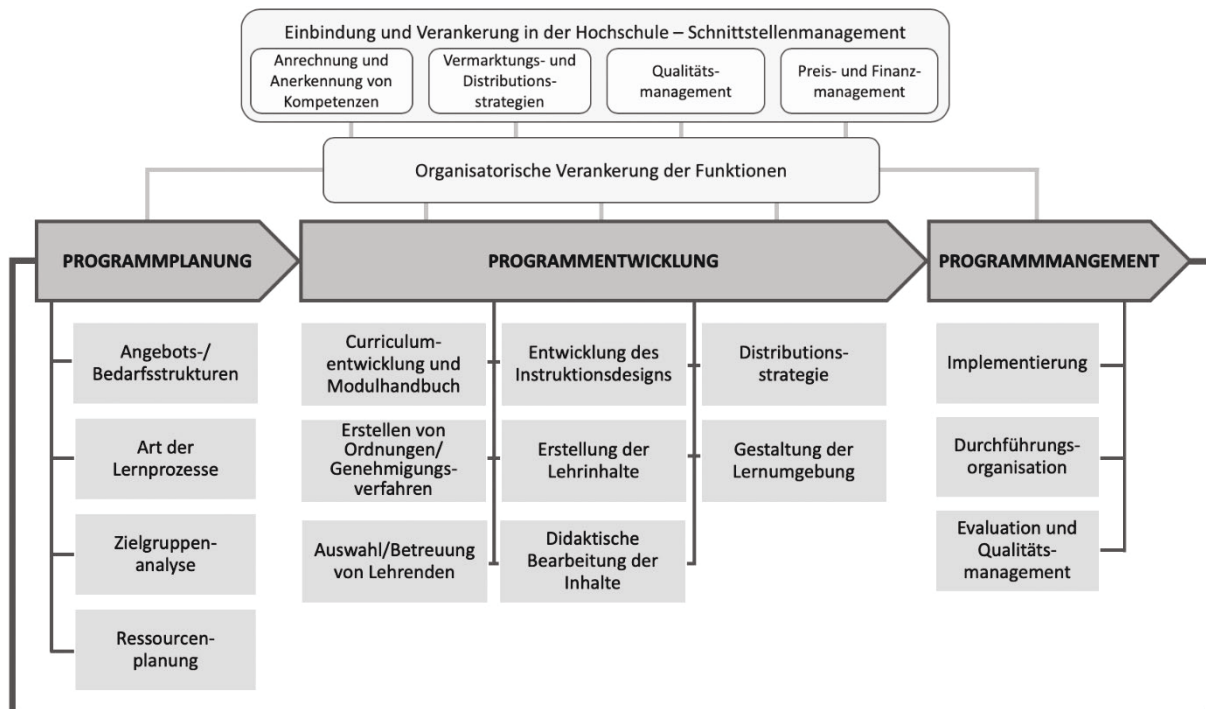 Einbindung und Verankerung in der Hochschule – Schnittstellenmanagement
Anrechnung und
Anerkennung von
Kompetenzen
Vermarktungs- und
Distributions-
strategien
Qualitäts-
management
Preis- und Finanz-
management
Organisatorische Verankerung der Funktionen
PROGRAMMPLANUNG
PROGRAMMENTWICKLUNG
PROGRAMMMANGEMENT
Angebots-/
Bedarfsstrukturen
Art der
Lernprozesse
Zielgruppen-
analyse
Ressourcen-
planung
Curriculum-
entwicklung und
Modulhandbuch
Erstellen von
Ordnungen/
Genehmigungs-
verfahren
Auswahl/Betreuung
von Lehrenden
Entwicklung des
Instruktionsdesigns
Erstellung der
Lehrinhalte
Didaktische
Bearbeitung der
Inhalte
Distributions-
strategie
Gestaltung der
Lernumgebung
Implementierung
Durchführungs-
organisation
Evaluation und
Qualitäts-
management